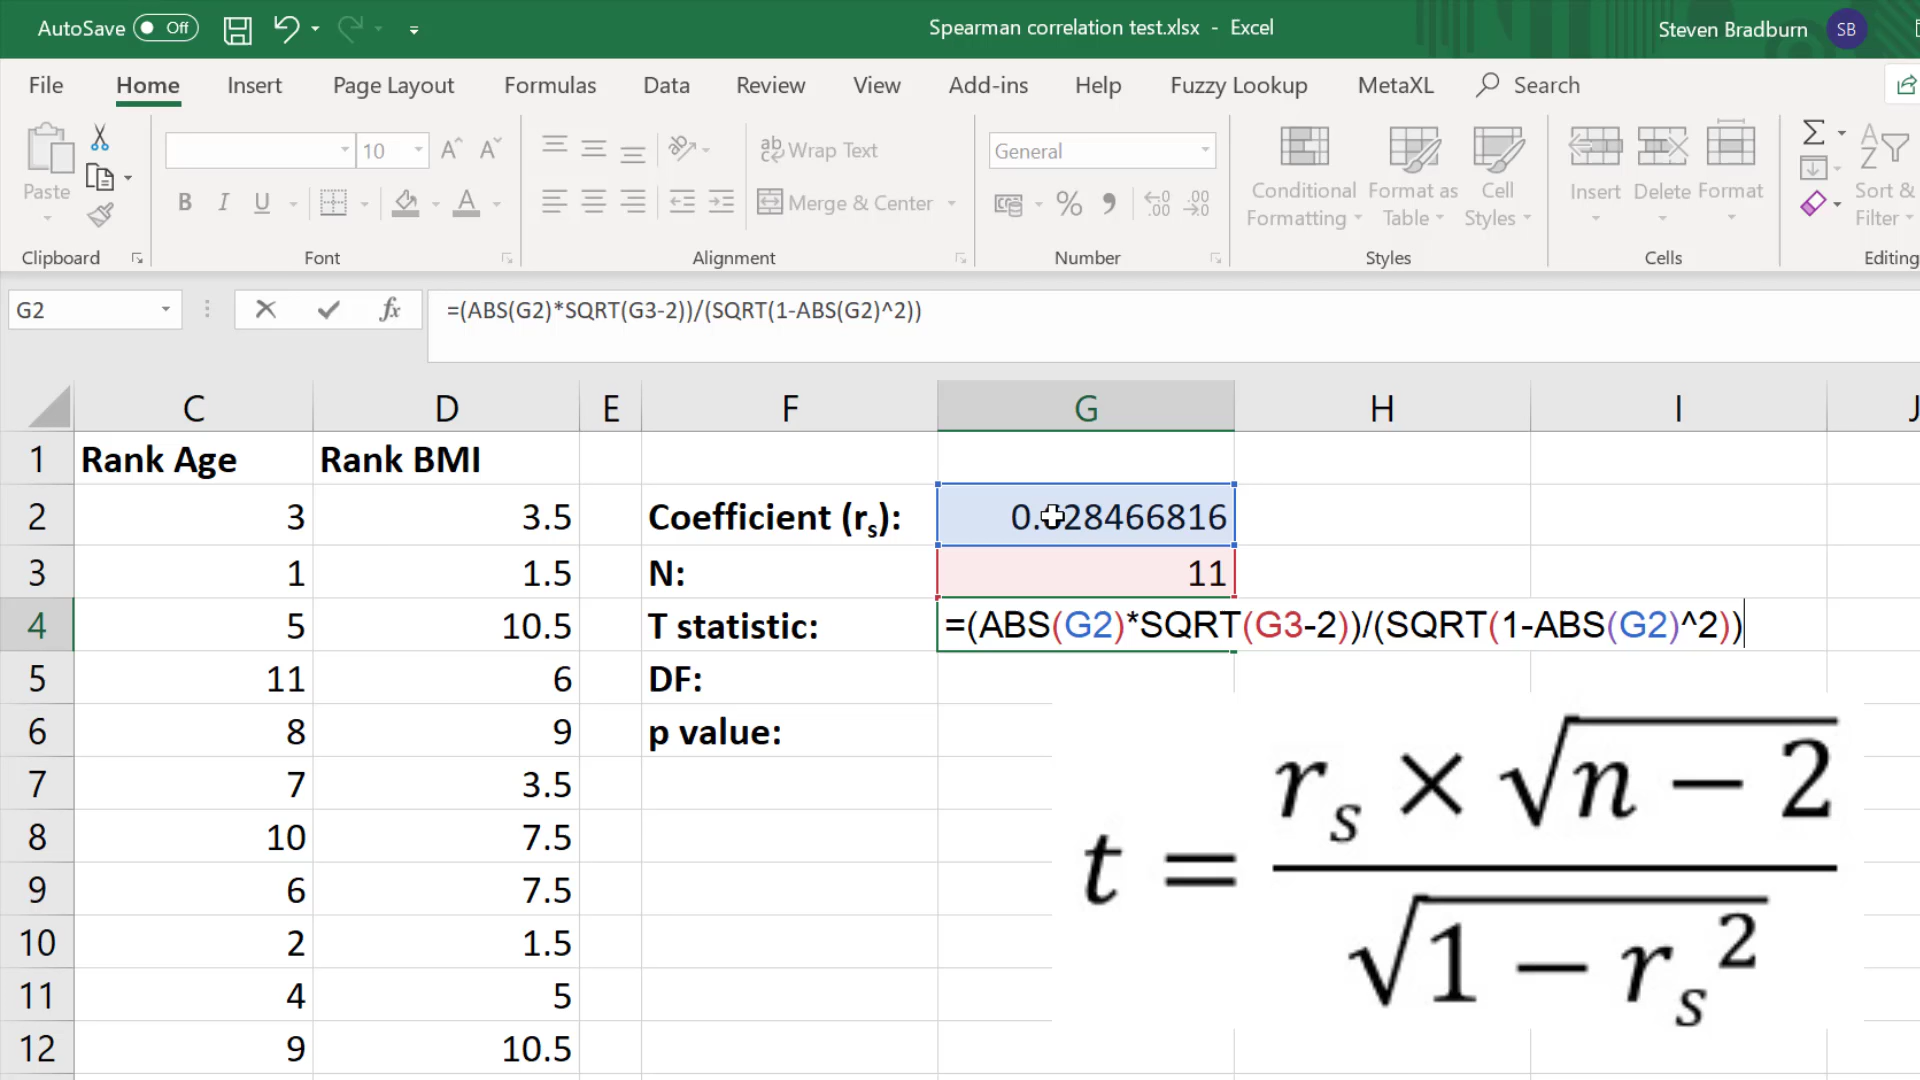 AutoSave Off Spearman correlation test.xlsx - Excel Steven Bradburn SB
File Home Insert Page Layout Formulas Data Review View Add-ins Help Fuzzy Lookup MetaXL Search
Paste 10 A^ A˅ ab Wrap Text General Conditional Formatting Format as Table Cell Styles Insert Delete Format Σ Sort & Filter
B I U A Merge & Center % , .00 .00
Clipboard Font Alignment Number Styles Cells Editing
G2 fx =(ABS(G2)*SQRT(G3-2))/(SQRT(1-ABS(G2)^2))
C D E F G H I J
1 Rank Age Rank BMI
2 3 3.5 Coefficient (rs):
3 1 1.5 N: 11
4 5 10.5 T statistic: =(ABS(G2)*SQRT(G3-2))/(SQRT(1-ABS(G2)^2))
5 11 6 DF:
6 8 9 p value:
7 7 3.5
8 10 7.5
9 6 7.5
10 2 1.5
11 4 5
12 9 10.5
rs × √n − 2
t =
√1 − rs²